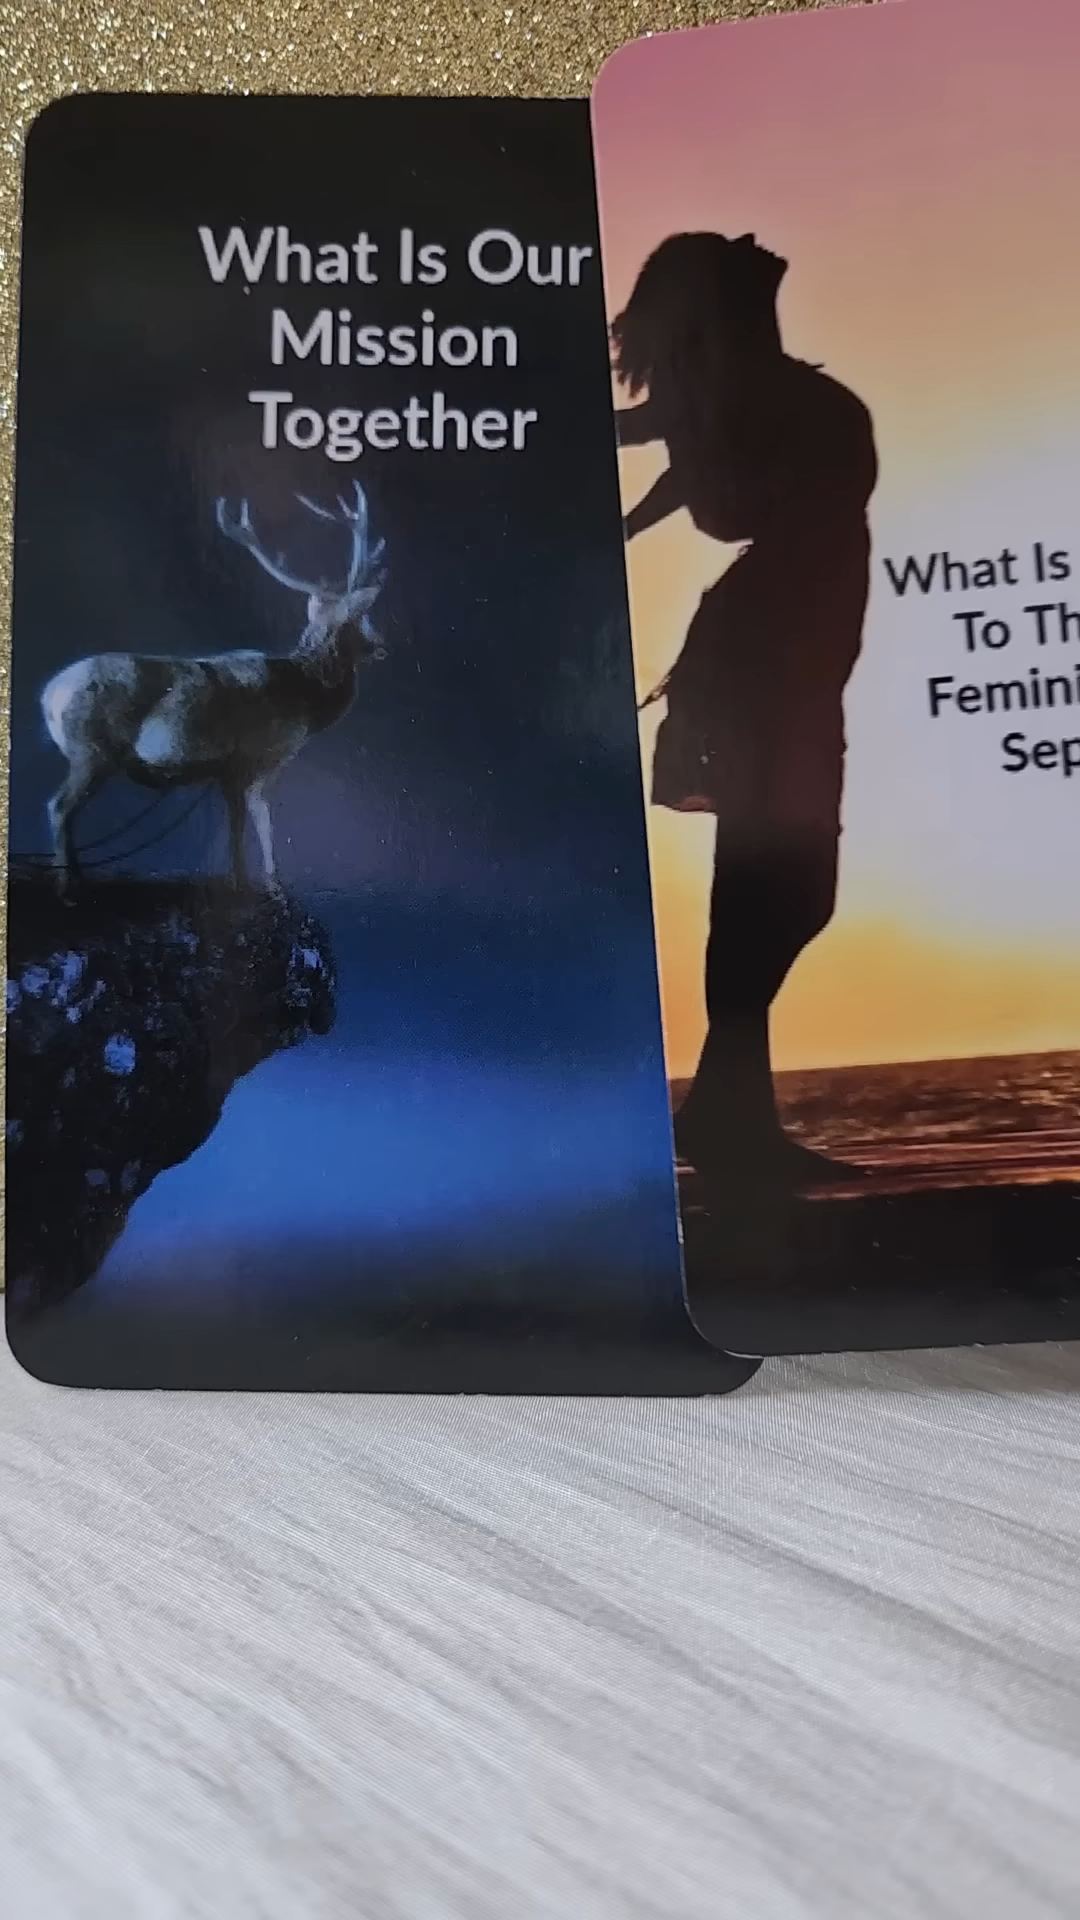 What Is Our
Mission
Together
What Is
To Th
Femini
Sep